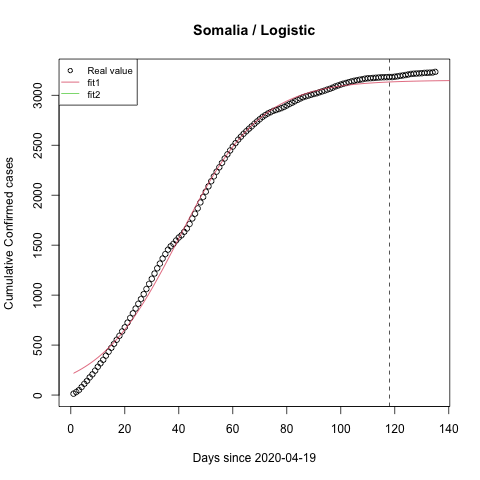 Somalia / Logistic
Real value
fit1
fit2
Cumulative Confirmed cases
0
500
1000
1500
2000
2500
3000
0 20 40 60 80 100 120 140
Days since 2020-04-19